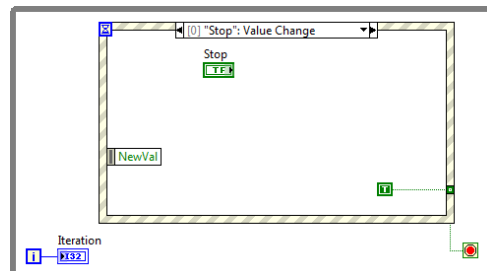 [0] "Stop": Value Change
Stop
TF
NewVal
T
Iteration
i
I32